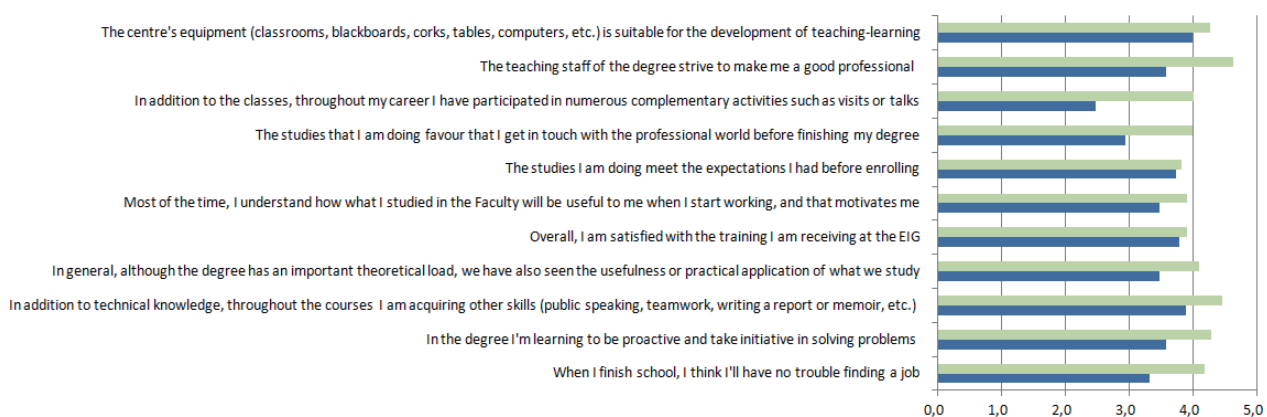 The centre's equipment (classrooms, blackboards, corks, tables, computers, etc.) is suitable for the development of teaching-learning
The teaching staff of the degree strive to make me a good professional
In addition to the classes, throughout my career I have participated in numerous complementary activities such as visits or talks
The studies that I am doing favour that I get in touch with the professional world before finishing my degree
The studies I am doing meet the expectations I had before enrolling
Most of the time, I understand how what I studied in the Faculty will be useful to me when I start working, and that motivates me
Overall, I am satisfied with the training I am receiving at the EIG
In general, although the degree has an important theoretical load, we have also seen the usefulness or practical application of what we study
In addition to technical knowledge, throughout the courses I am acquiring other skills (public speaking, teamwork, writing a report or memoir, etc.)
In the degree I'm learning to be proactive and take initiative in solving problems
When I finish school, I think I'll have no trouble finding a job
0,0 1,0 2,0 3,0 4,0 5,0